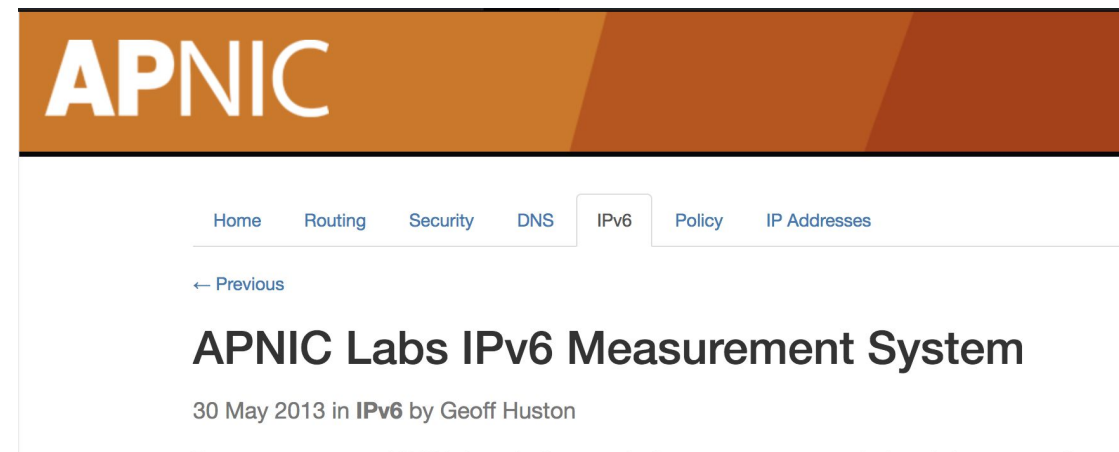 APNIC
Home Routing Security DNS IPv6 Policy IP Addresses
← Previous
APNIC Labs IPv6 Measurement System
30 May 2013 in IPv6 by Geoff Huston